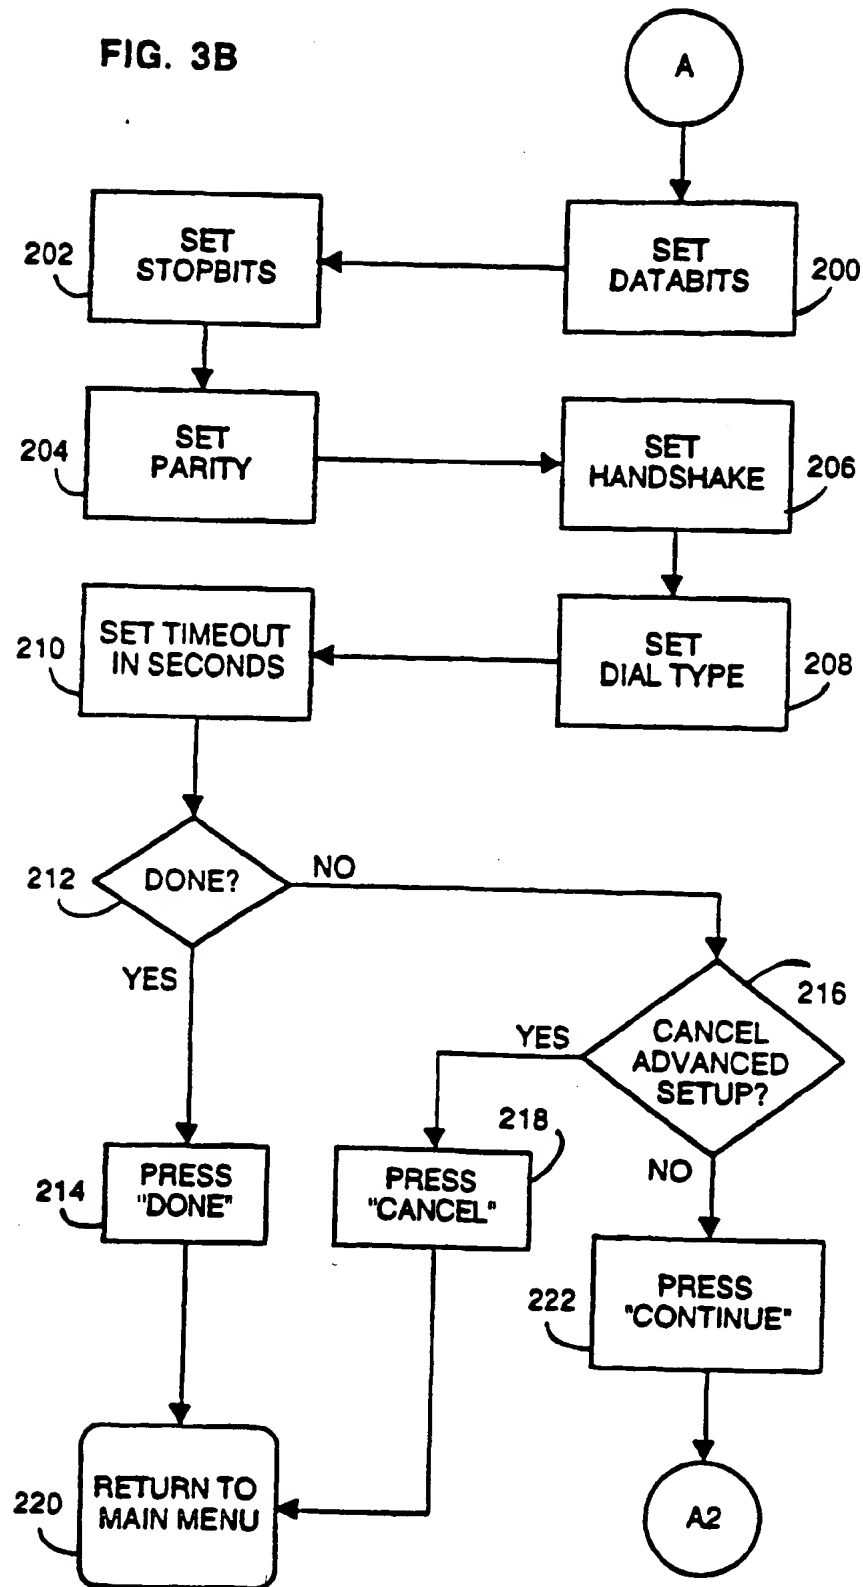 FIG. 3B
A
SET
DATABITS
200
SET
STOPBITS
202
SET
PARITY
204
SET
HANDSHAKE
206
SET
DIAL TYPE
208
SET TIMEOUT
IN SECONDS
210
DONE?
212
NO
YES
CANCEL
ADVANCED
SETUP?
216
YES
NO
PRESS
"DONE"
214
PRESS
"CANCEL"
218
PRESS
"CONTINUE"
222
RETURN TO
MAIN MENU
220
A2